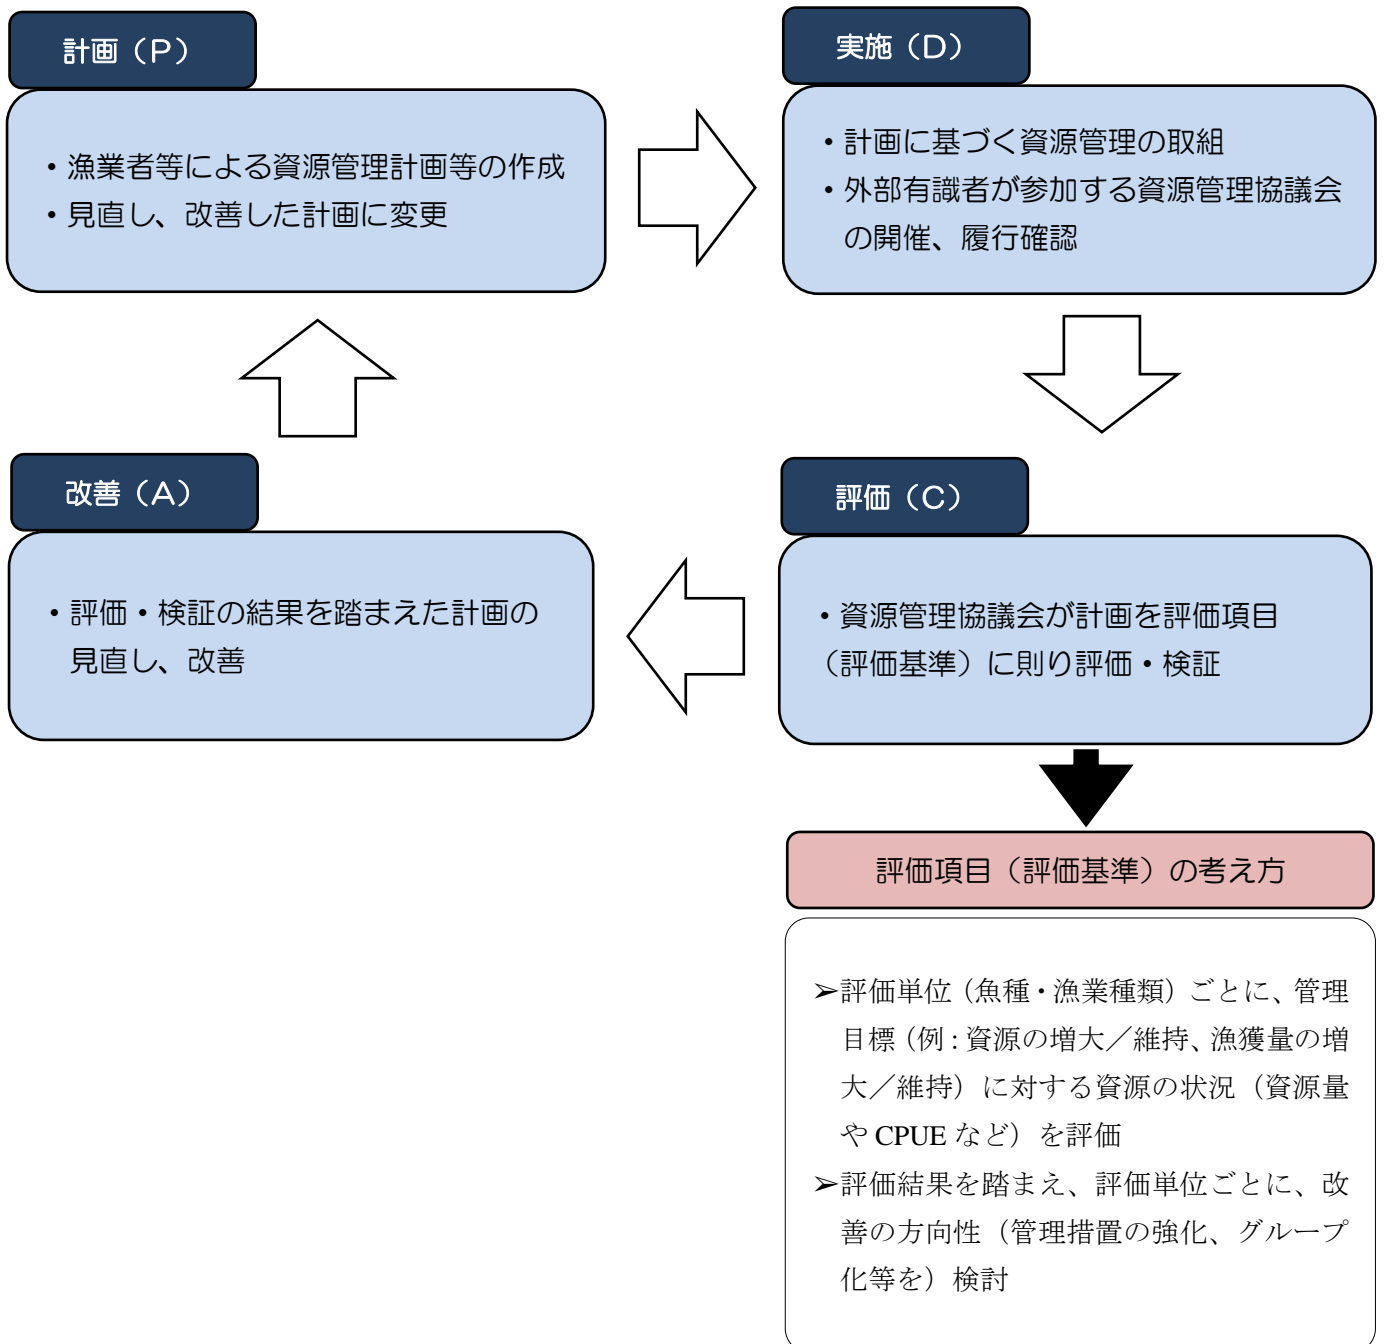 計画（P）
・漁業者等による資源管理計画等の作成
・見直し、改善した計画に変更
実施（D）
・計画に基づく資源管理の取組
・外部有識者が参加する資源管理協議会
の開催、履行確認
改善（A）
・評価・検証の結果を踏まえた計画の
見直し、改善
評価（C）
・資源管理協議会が計画を評価項目
（評価基準）に則り評価・検証
評価項目（評価基準）の考え方
➢評価単位（魚種・漁業種類）ごとに、管理
目標（例：資源の増大／維持、漁獲量の増
大／維持）に対する資源の状況（資源量
や CPUE など）を評価
➢評価結果を踏まえ、評価単位ごとに、改
善の方向性（管理措置の強化、グループ
化等を）検討